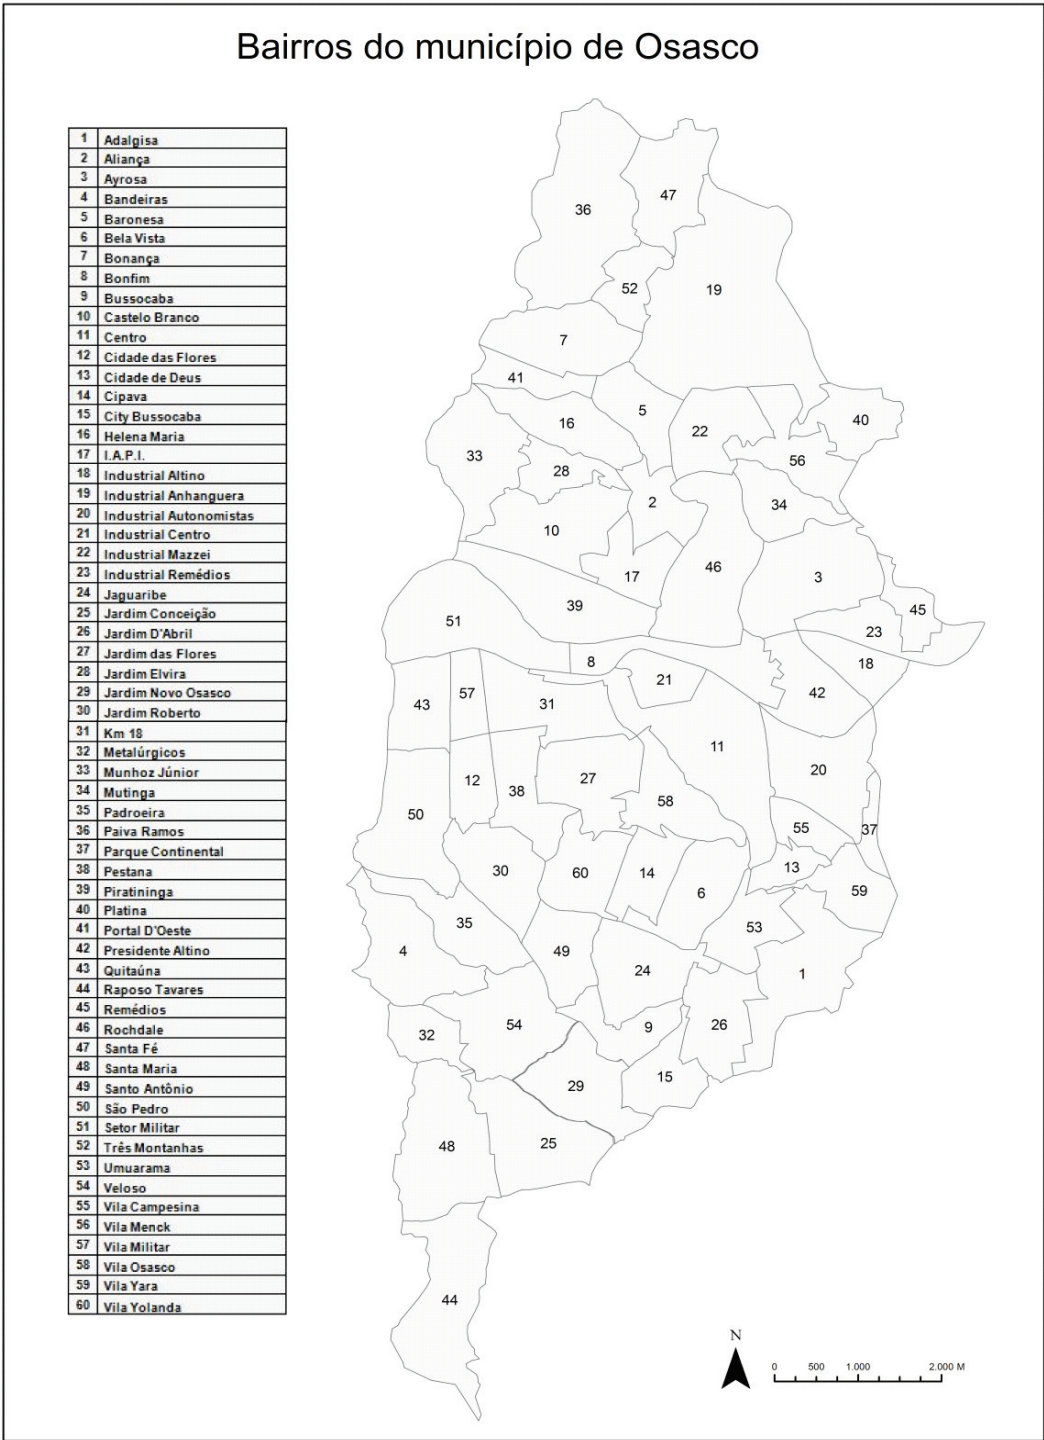 Bairros do município de Osasco
1 Adalgisa
2 Aliança
3 Ayrosa
4 Bandeiras
5 Baronesa
6 Bela Vista
7 Bonança
8 Bonfim
9 Bussocaba
10 Castelo Branco
11 Centro
12 Cidade das Flores
13 Cidade de Deus
14 Cipava
15 City Bussocaba
16 Helena Maria
17 I.A.P.I.
18 Industrial Altino
19 Industrial Anhanguera
20 Industrial Autonomistas
21 Industrial Centro
22 Industrial Mazzei
23 Industrial Remédios
24 Jaguaribe
25 Jardim Conceição
26 Jardim D'Abril
27 Jardim das Flores
28 Jardim Elvira
29 Jardim Novo Osasco
30 Jardim Roberto
31 Km 18
32 Metalúrgicos
33 Munhoz Júnior
34 Mutinga
35 Padroeira
36 Paiva Ramos
37 Parque Continental
38 Pestana
39 Piratininga
40 Platina
41 Portal D'Oeste
42 Presidente Altino
43 Quitaúna
44 Raposo Tavares
45 Remédios
46 Rochdale
47 Santa Fé
48 Santa Maria
49 Santo Antônio
50 São Pedro
51 Setor Militar
52 Três Montanhas
53 Umuarama
54 Veloso
55 Vila Campesina
56 Vila Menck
57 Vila Militar
58 Vila Osasco
59 Vila Yara
60 Vila Yolanda
36
47
52
19
7
41
5
16
22
40
33
28
56
2
34
10
17
46
3
39
45
51
23
8
18
21
42
43
57
31
11
12
38
27
20
50
58
55
37
30
60
14
13
6
59
35
53
4
49
24
1
54
9
26
32
29
15
48
25
44
N
0 500 1.000 2.000 M